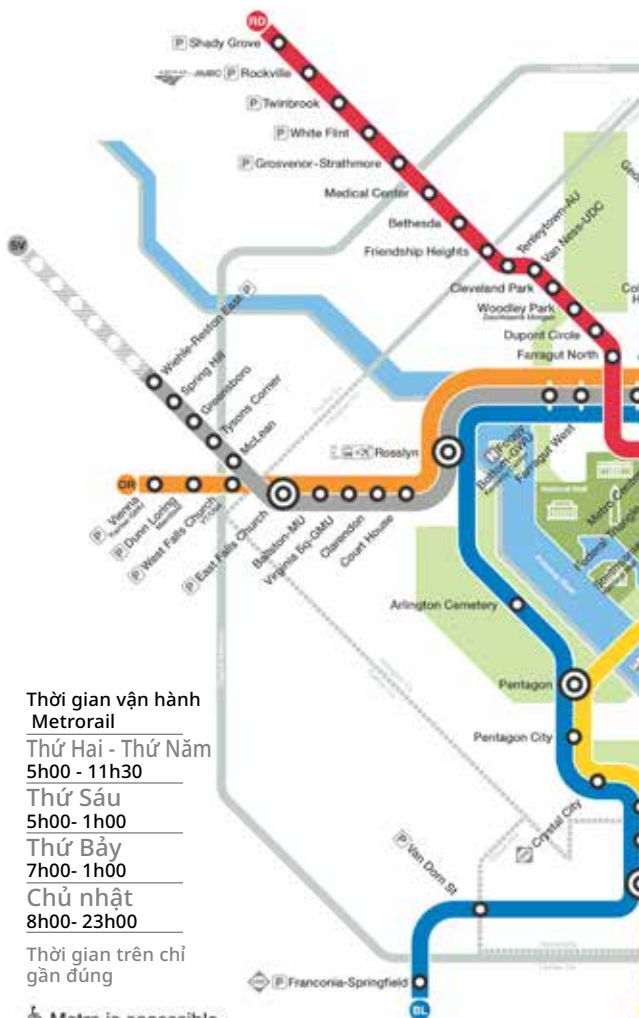 RD
P Shady Grove
P Rockville
P Twinbrook
P White Flint
P Grosvenor-Strathmore
Medical Center
Bethesda
Friendship Heights
Tenleytown-AU
Van Ness-UDC
Cleveland Park
Woodley Park
Dupont Circle
Farragut North
SV
Wiehle-Reston East P
Spring Hill
Greensboro
Tysons Corner
McLean
Rosslyn
Foggy
Bottom-GWU
Farragut West
OR
P Vienna
P Dunn Loring
P West Falls Church
P East Falls Church
Ballston-MU
Virginia Sq-GMU
Clarendon
Court House
Arlington Cemetery
Pentagon
Pentagon City
Crystal City
P Van Dorn St
P Franconia-Springfield
BL
Thời gian vận hành
Metrorail
Thứ Hai - Thứ Năm
5h00 - 11h30
Thứ Sáu
5h00- 1h00
Thứ Bảy
7h00- 1h00
Chủ nhật
8h00- 23h00
Thời gian trên chỉ
gần đúng
Metro is accessible